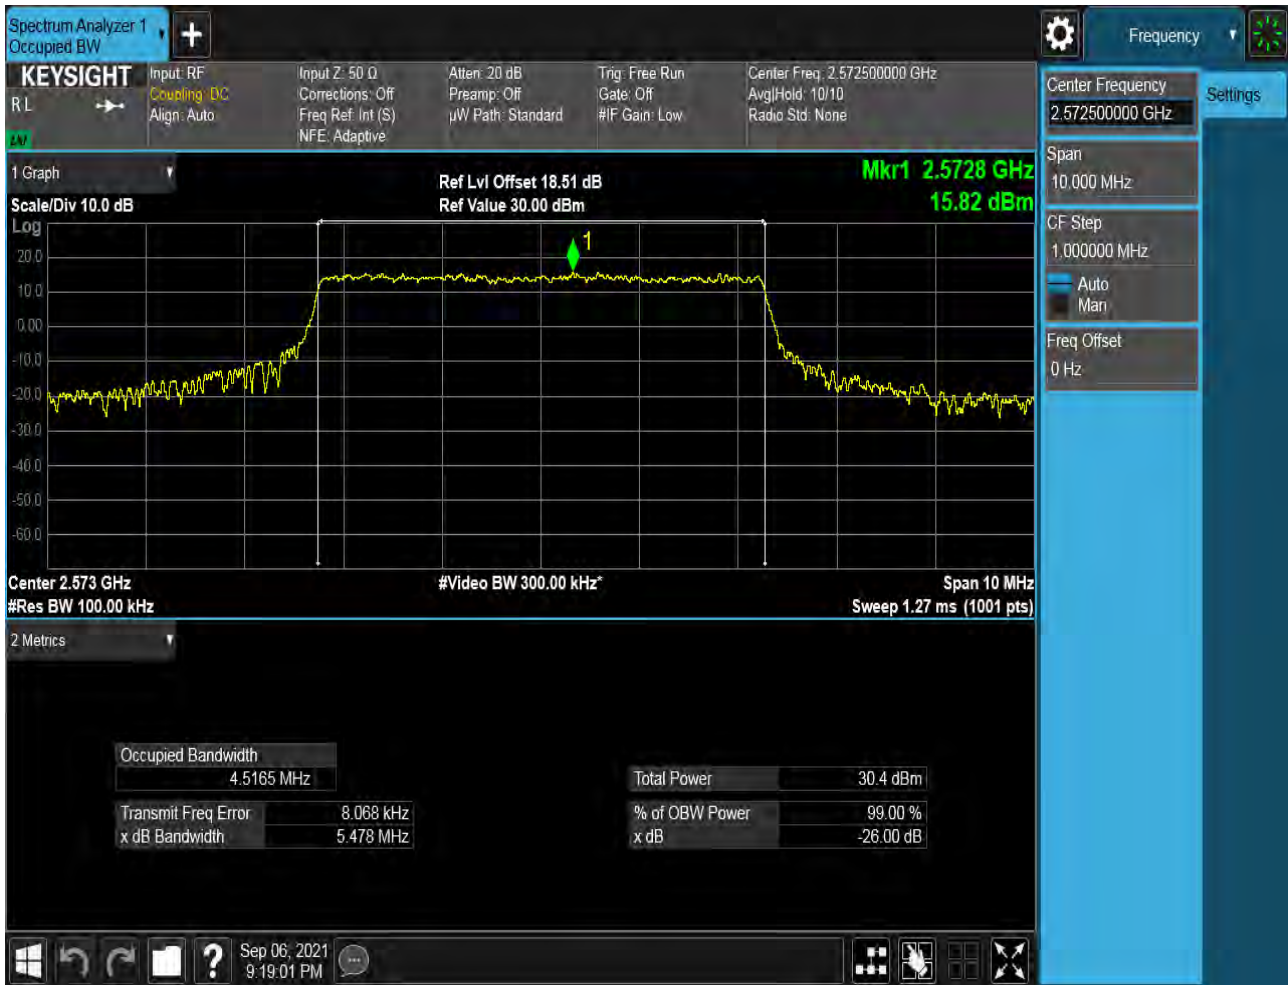 Spectrum Analyzer 1
Occupied BW
Frequency
KEYSIGHT
R L
LXI
Input: RF
Coupling: DC
Align: Auto
Input Z: 50 Ω
Corrections: Off
Freq Ref: Int (S)
NFE: Adaptive
Atten: 20 dB
Preamp: Off
µW Path: Standard
Trig: Free Run
Gate: Off
#IF Gain: Low
Center Freq: 2.572500000 GHz
Avg|Hold: 10/10
Radio Std: None
Center Frequency
2.572500000 GHz
Settings
Span
10.000 MHz
CF Step
1.000000 MHz
Auto
Man
Freq Offset
0 Hz
1 Graph
Scale/Div 10.0 dB
Ref Lvl Offset 18.51 dB
Ref Value 30.00 dBm
Mkr1 2.5728 GHz
15.82 dBm
Log
1
20.0
10.0
0.00
-10.0
-20.0
-30.0
-40.0
-50.0
-60.0
Center 2.573 GHz
#Video BW 300.00 kHz*
Span 10 MHz
#Res BW 100.00 kHz
Sweep 1.27 ms (1001 pts)
2 Metrics
Occupied Bandwidth
4.5165 MHz
Total Power 30.4 dBm
Transmit Freq Error 8.068 kHz
% of OBW Power 99.00 %
x dB Bandwidth 5.478 MHz
x dB -26.00 dB
?
Sep 06, 2021
9:19:01 PM